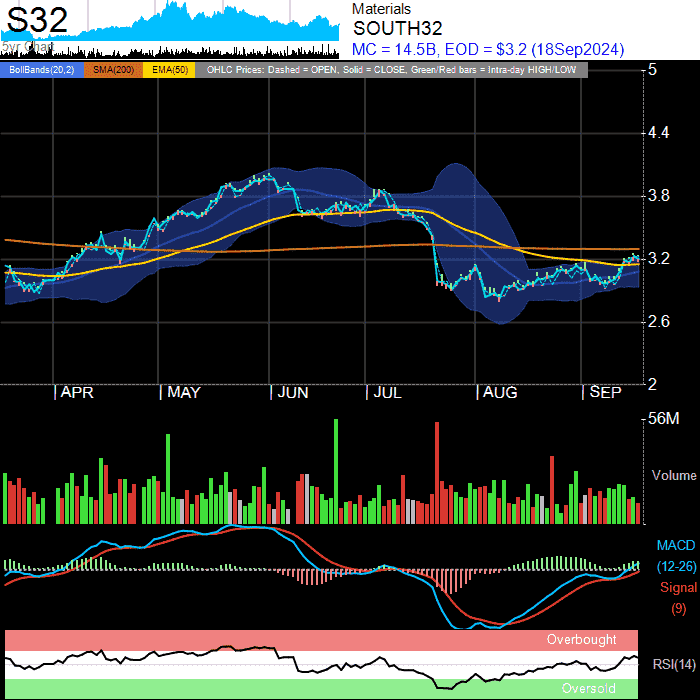 S32
5yr Chart
Materials
SOUTH32
MC = 14.5B, EOD = $3.2 (18Sep2024)
BollBands(20,2) SMA(200) EMA(50) OHLC Prices: Dashed = OPEN, Solid = CLOSE, Green/Red bars = Intra-day HIGH/LOW
5
4.4
3.8
3.2
2.6
2
APR MAY JUN JUL AUG SEP
56M
Volume
MACD
(12-26)
Signal
(9)
Overbought
RSI(14)
Oversold